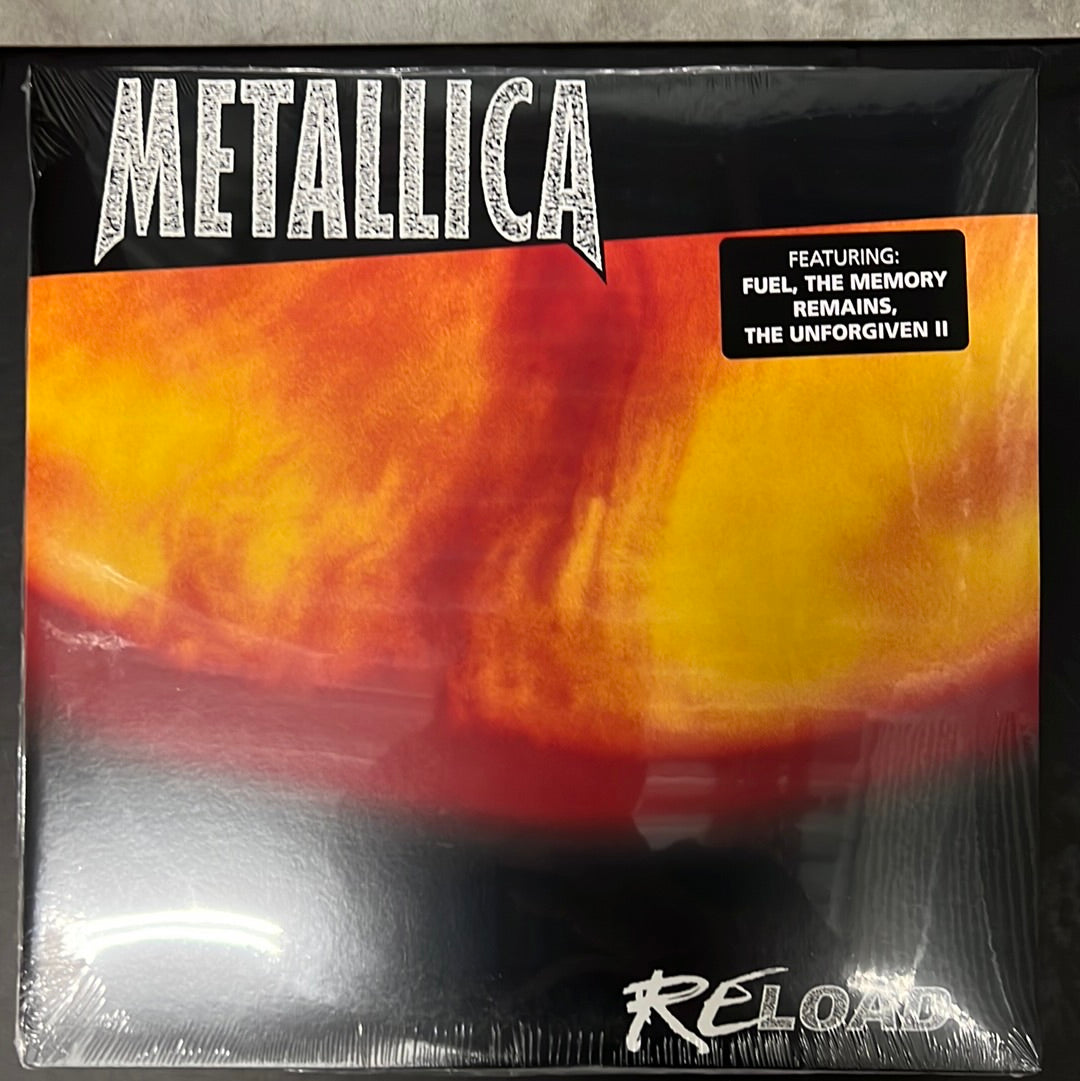 METALLICA
FEATURING:
FUEL, THE MEMORY
REMAINS,
THE UNFORGIVEN II
RELOAD